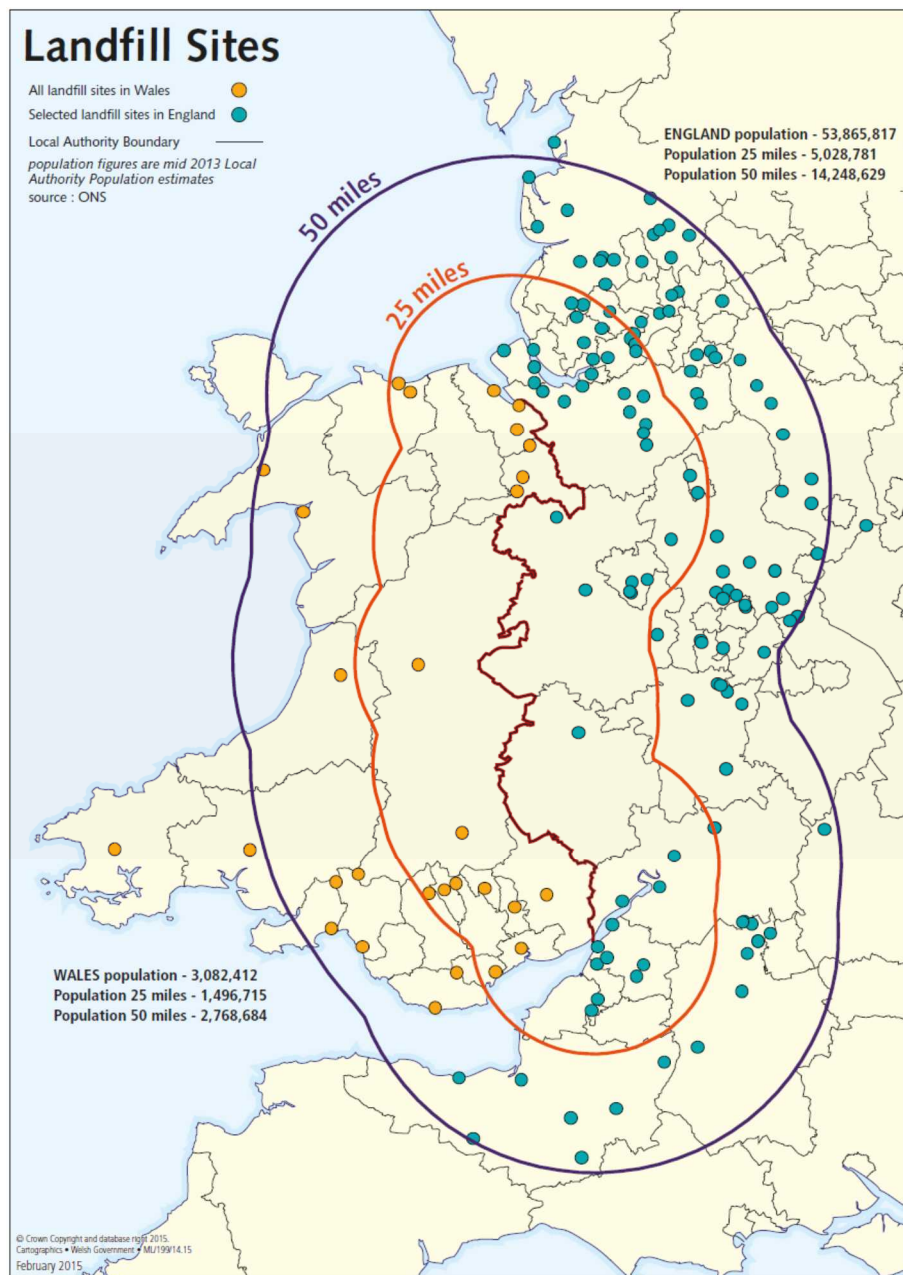 Landfill Sites
All landfill sites in Wales
Selected landfill sites in England
Local Authority Boundary
population figures are mid 2013 Local
Authority Population estimates
source : ONS
ENGLAND population - 53,865,817
Population 25 miles - 5,028,781
Population 50 miles - 14,248,629
50 miles
25 miles
WALES population - 3,082,412
Population 25 miles - 1,496,715
Population 50 miles - 2,768,684
© Crown Copyright and database right 2015.
Cartographics • Welsh Government • MU/199/14.15
February 2015